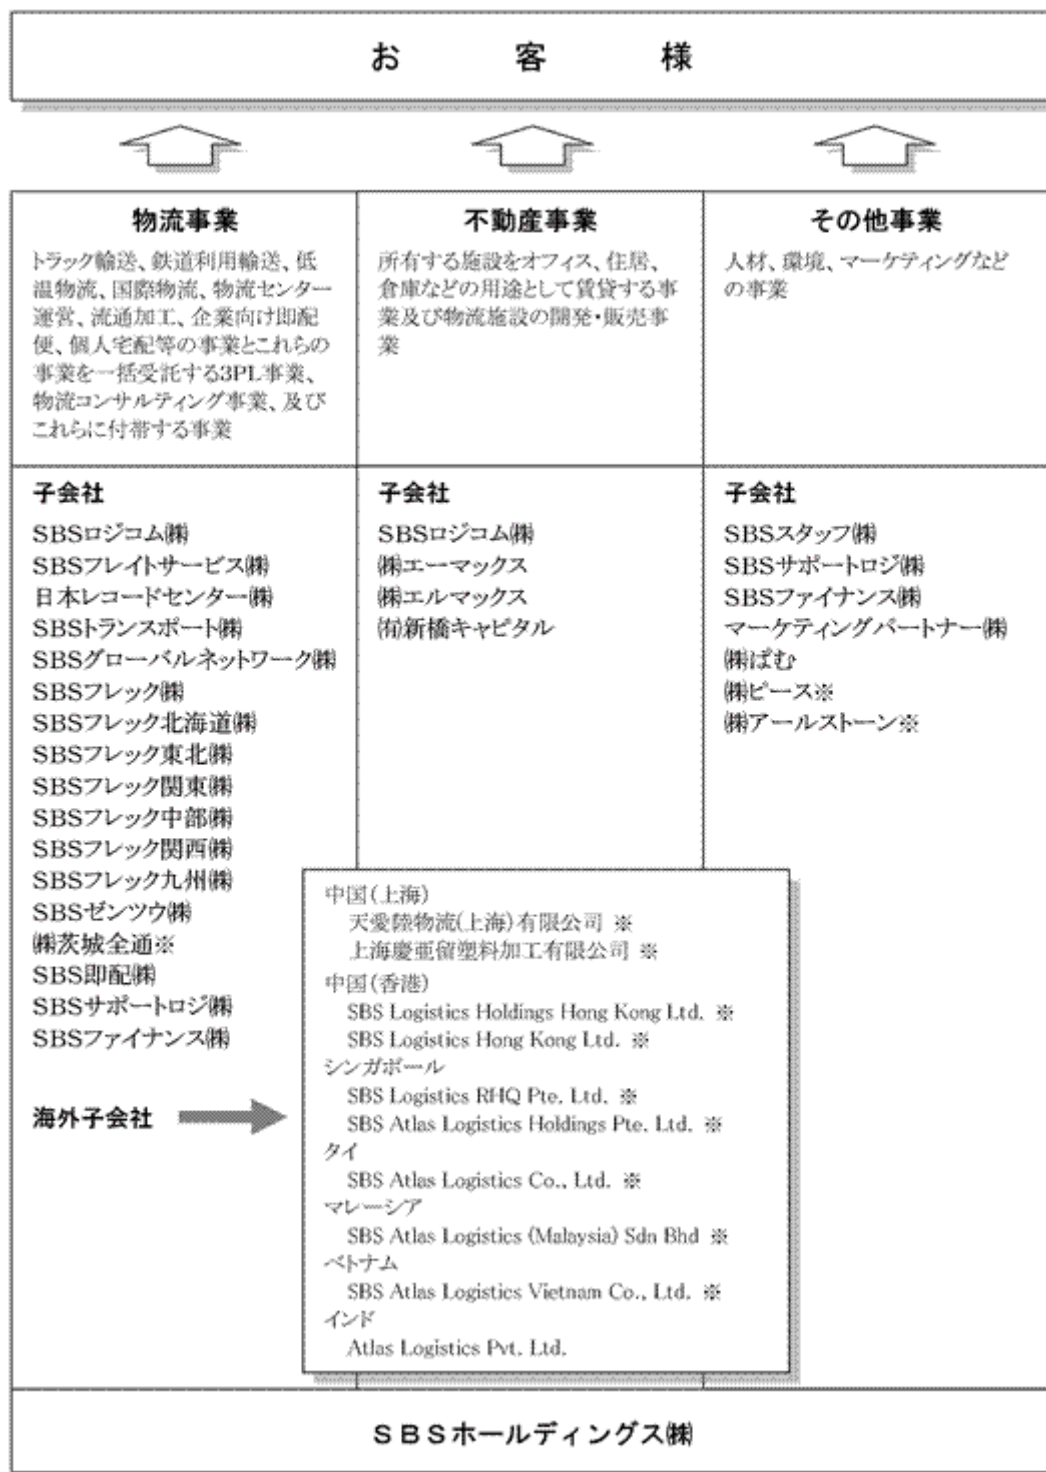 お客様
物流事業
トラック輸送、鉄道利用輸送、低
温物流、国際物流、物流センター
運営、流通加工、企業向け即配
便、個人宅配等の事業とこれらの
事業を一括受託する3PL事業、
物流コンサルティング事業、及び
これらに付帯する事業
不動産事業
所有する施設をオフィス、住居、
倉庫などの用途として賃貸する事
業及び物流施設の開発・販売事
業
その他事業
人材、環境、マーケティングなど
の事業
子会社
SBSロジコム㈱
SBSフレイトサービス㈱
日本レコードセンター㈱
SBSトランスポート㈱
SBSグローバルネットワーク㈱
SBSフレック㈱
SBSフレック北海道㈱
SBSフレック東北㈱
SBSフレック関東㈱
SBSフレック中部㈱
SBSフレック関西㈱
SBSフレック九州㈱
SBSゼンツウ㈱
㈱茨城全通※
SBS即配㈱
SBSサポートロジ㈱
SBSファイナンス㈱
海外子会社
子会社
SBSロジコム㈱
㈱エーマックス
㈱エルマックス
㈲新橋キャピタル
子会社
SBSスタッフ㈱
SBSサポートロジ㈱
SBSファイナンス㈱
マーケティングパートナー㈱
㈱ぱむ
㈱ピース※
㈱アールストーン※
中国(上海)
天愛陸物流(上海)有限公司 ※
上海慶亜留塑料加工有限公司 ※
中国(香港)
SBS Logistics Holdings Hong Kong Ltd. ※
SBS Logistics Hong Kong Ltd. ※
シンガポール
SBS Logistics RHQ Pte. Ltd. ※
SBS Atlas Logistics Holdings Pte. Ltd. ※
タイ
SBS Atlas Logistics Co., Ltd. ※
マレーシア
SBS Atlas Logistics (Malaysia) Sdn Bhd ※
ベトナム
SBS Atlas Logistics Vietnam Co., Ltd. ※
インド
Atlas Logistics Pvt. Ltd.
SBSホールディングス㈱